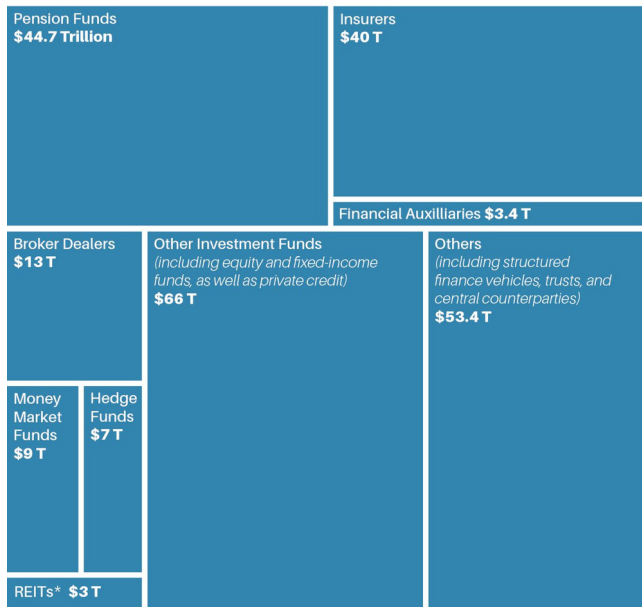 Pension Funds
$44.7 Trillion
Insurers
$40 T
Financial Auxilliaries $3.4 T
Broker Dealers
$13 T
Other Investment Funds
(including equity and fixed-income
funds, as well as private credit)
$66 T
Others
(including structured
finance vehicles, trusts, and
central counterparties)
$53.4 T
Money
Market
Funds
$9 T
Hedge
Funds
$7 T
REITs* $3 T